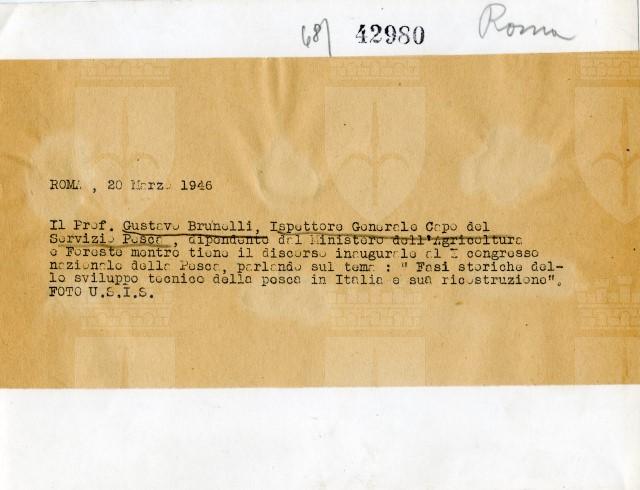 68/ 42980 Roma
ROMA , 20 Marzo 1946
Il Prof. Gustavo Brunelli, Ispettore Generale Capo del
Servizio Pesca, dipendente dal Ministero dell'Agricoltura
e Foreste mentre tiene il discorso inaugurale al I congresso
nazionale della Pesca, parlando sul tema : " Fasi storiche del-
lo sviluppo tecnico della pesca in Italia e sua ricostruzione".
FOTO U.S.I.S.